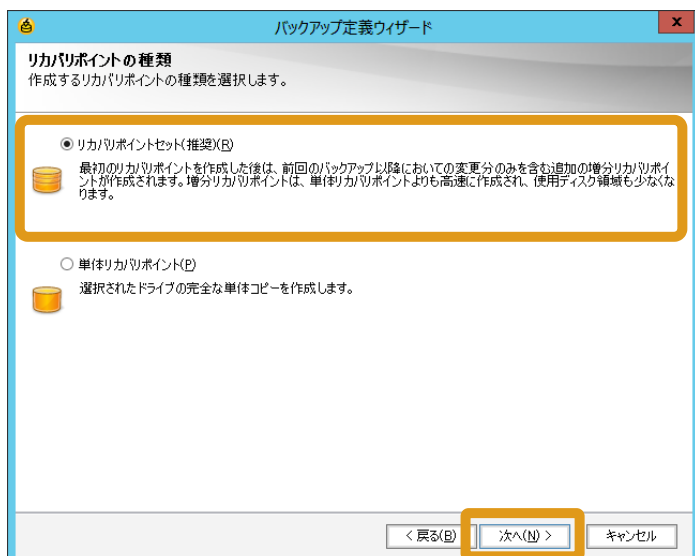 バックアップ定義ウィザード
x
リカバリポイントの種類
作成するリカバリポイントの種類を選択します。
リカバリポイントセット(推奨)(R)
最初のリカバリポイントを作成した後は、前回のバックアップ以降においての変更分のみを含む追加の増分リカバリポイ
ントが作成されます。増分リカバリポイントは、単体リカバリポイントよりも高速に作成され、使用ディスク領域も少なくな
ります。
単体リカバリポイント(P)
選択されたドライブの完全な単体コピーを作成します。
< 戻る(B)
次へ(N) >
キャンセル